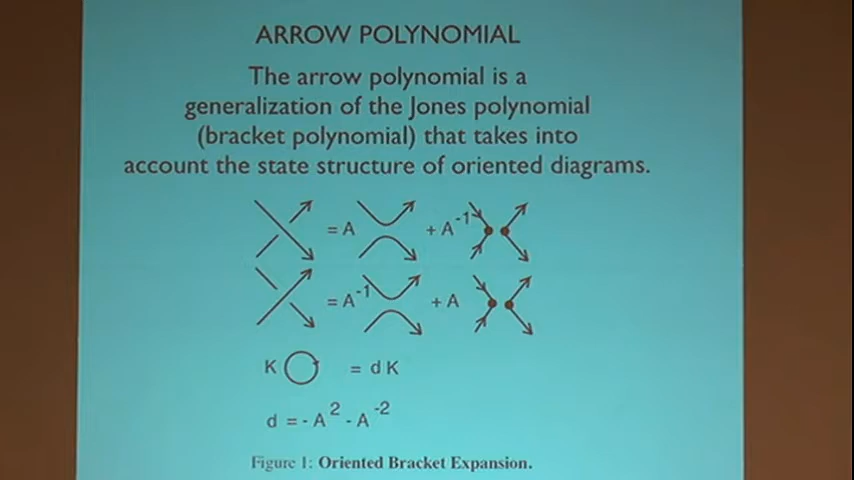 ARROW POLYNOMIAL
The arrow polynomial is a
generalization of the Jones polynomial
(bracket polynomial) that takes into
account the state structure of oriented diagrams.
= A + A⁻¹
= A⁻¹ + A
K = d K
d = - A² - A⁻²
Figure 1: Oriented Bracket Expansion.